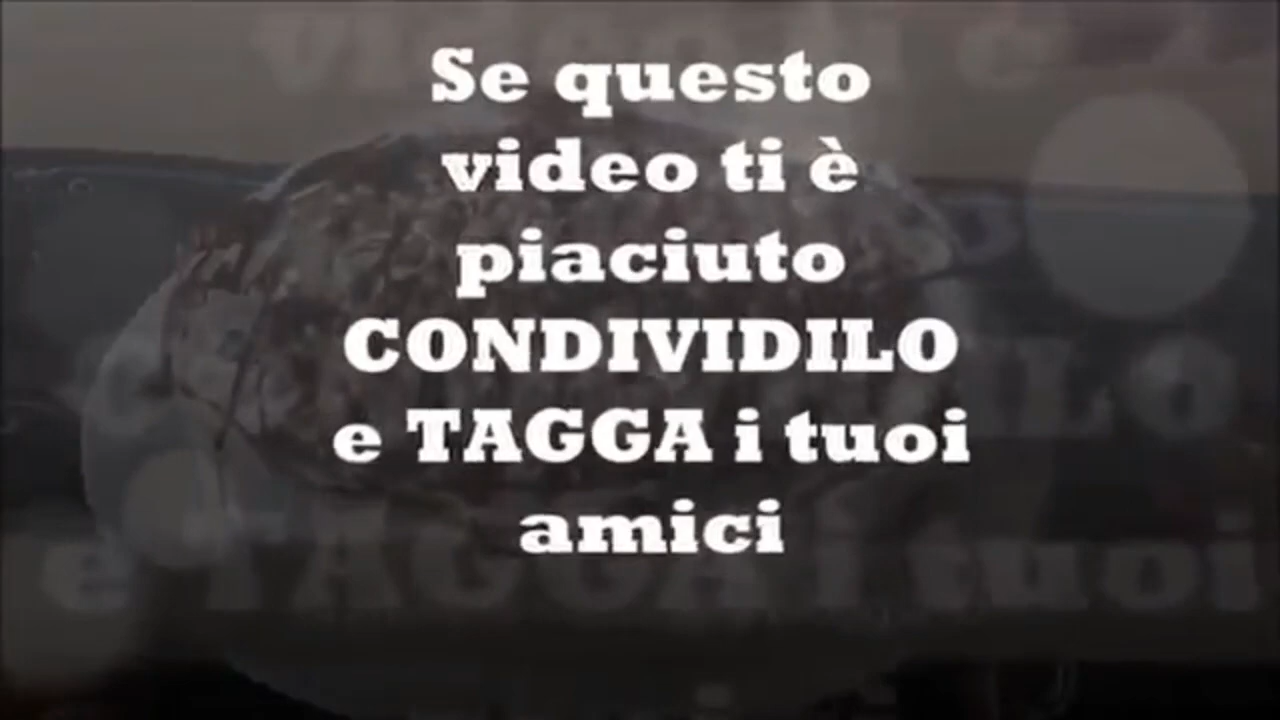 Se questo
video ti è
piaciuto
CONDIVIDILO
e TAGGA i tuoi
amici